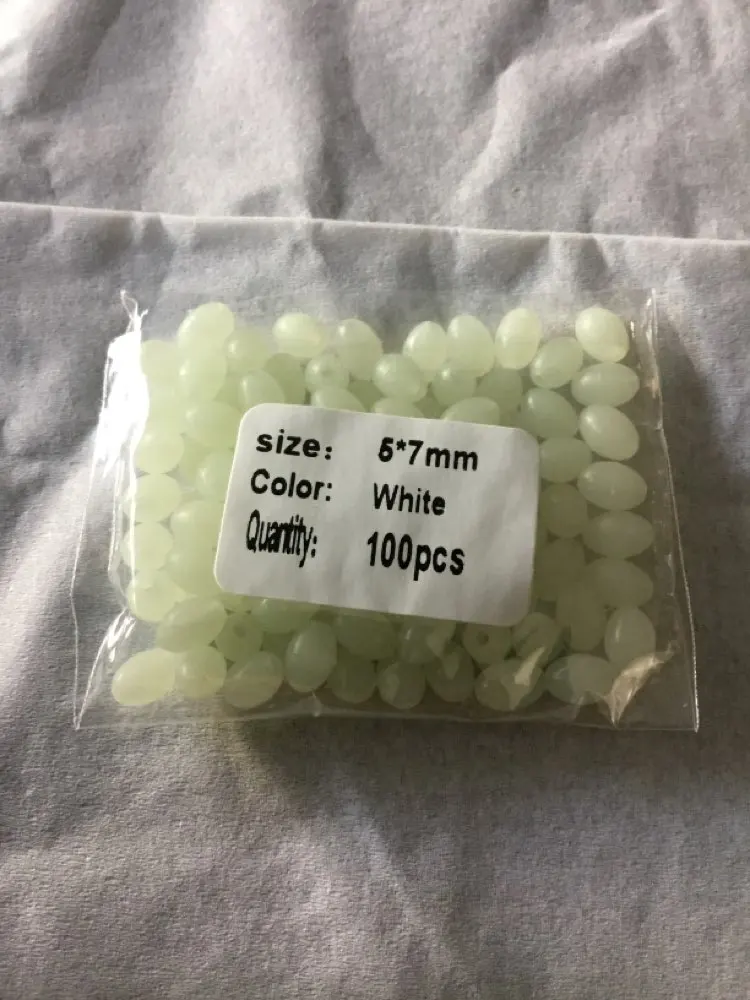 size: 5*7mm
Color: White
Quantity: 100pcs